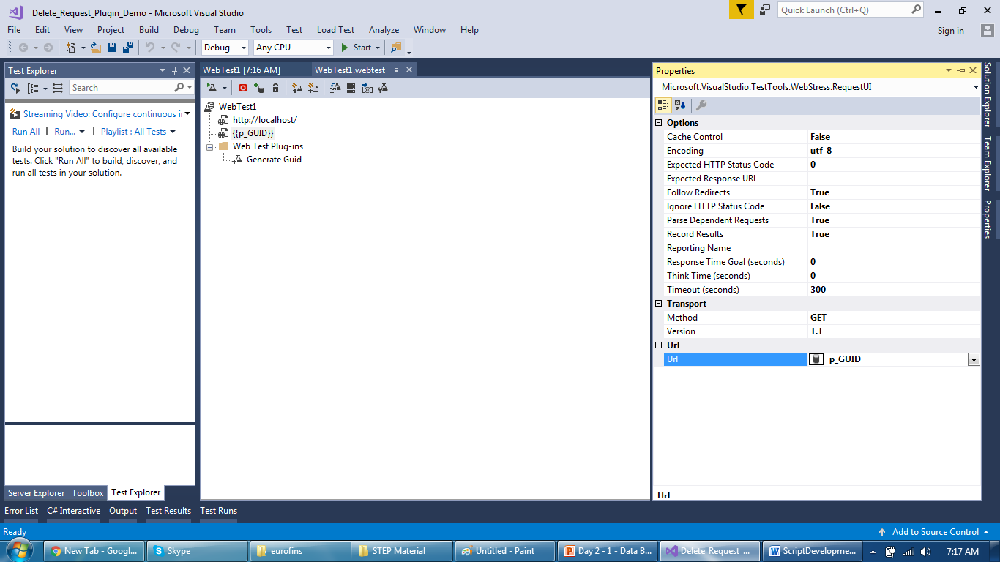 Delete_Request_Plugin_Demo - Microsoft Visual Studio
Quick Launch (Ctrl+Q)
File Edit View Project Build Debug Team Tools Test Load Test Analyze Window Help
Sign in
Debug Any CPU Start
Test Explorer
Search
Streaming Video: Configure continuous i
Run All | Run... | Playlist : All Tests
Build your solution to discover all available
tests. Click "Run All" to build, discover, and
run all tests in your solution.
Server Explorer Toolbox Test Explorer
WebTest1 [7:16 AM] WebTest1.webtest
WebTest1
http://localhost/
{{p_GUID}}
Web Test Plug-ins
Generate Guid
Properties
Microsoft.VisualStudio.TestTools.WebStress.RequestUI
Options
Cache Control False
Encoding utf-8
Expected HTTP Status Code 0
Expected Response URL
Follow Redirects True
Ignore HTTP Status Code False
Parse Dependent Requests True
Record Results True
Reporting Name
Response Time Goal (seconds) 0
Think Time (seconds) 0
Timeout (seconds) 300
Transport
Method GET
Version 1.1
Url
Url p_GUID
Url
Solution Explorer
Team Explorer
Properties
Error List C# Interactive Output Test Results Test Runs
Ready
Add to Source Control
New Tab - Googl... Skype eurofins STEP Material Untitled - Paint Day 2 - 1 - Data B... Delete_Request_... ScriptDevelopme... 7:17 AM